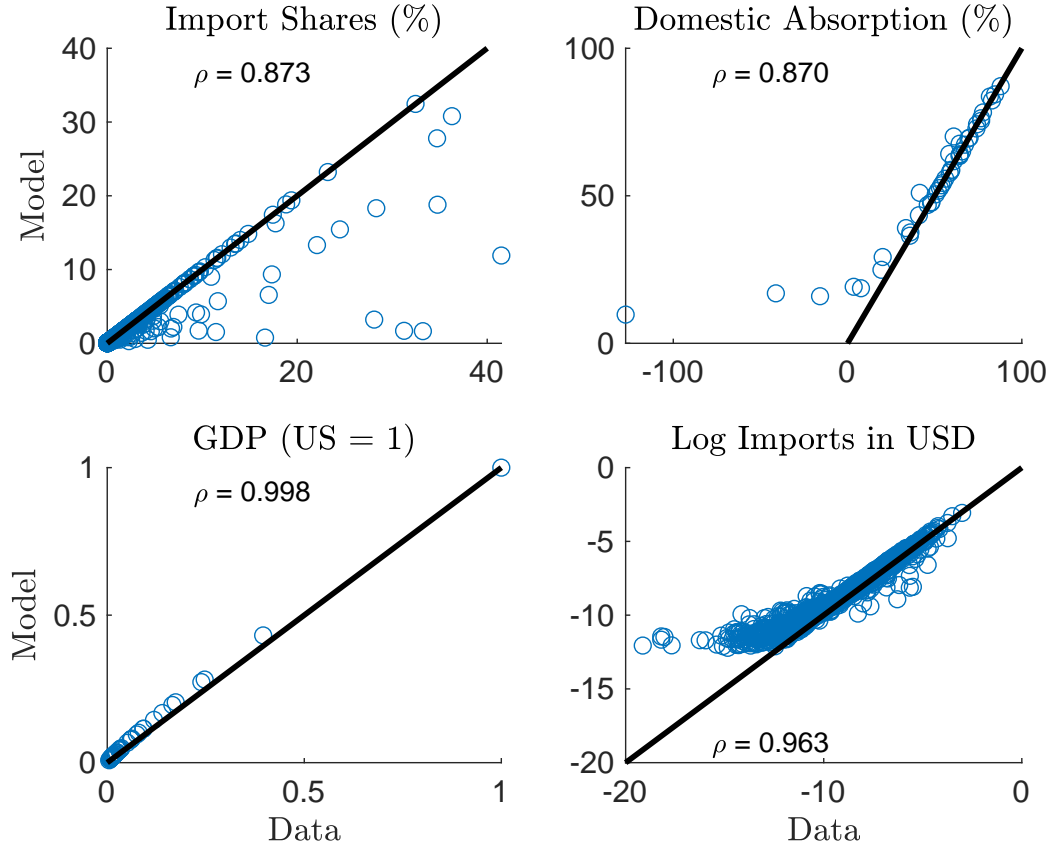 Import Shares (%)
ρ = 0.873
Model
40
30
20
10
0
0
20
40
Domestic Absorption (%)
ρ = 0.870
100
50
0
-100
0
100
GDP (US = 1)
ρ = 0.998
Model
1
0.5
0
0
0.5
1
Data
Log Imports in USD
ρ = 0.963
0
-5
-10
-15
-20
-20
-10
0
Data